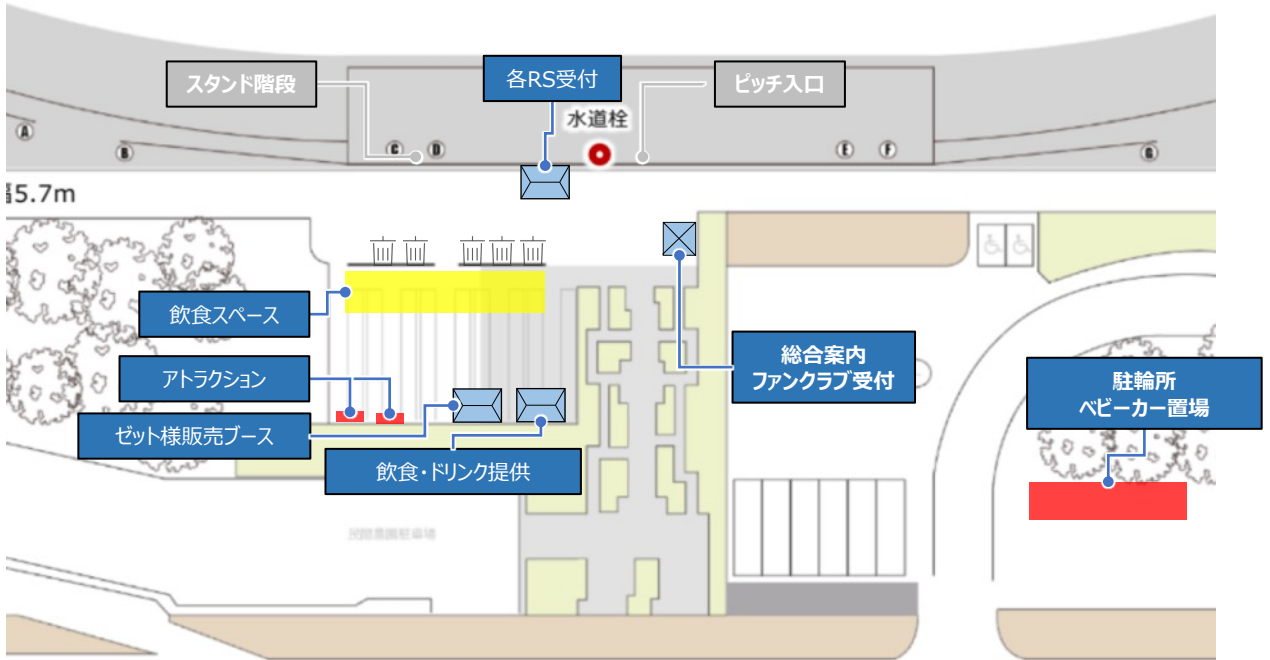 各RS受付
スタンド階段
ピッチ入口
水道栓
A
B
C
D
E
F
G
幅5.7m
飲食スペース
アトラクション
ゼット様販売ブース
飲食・ドリンク提供
総合案内
ファンクラブ受付
駐輪所
ベビーカー置場